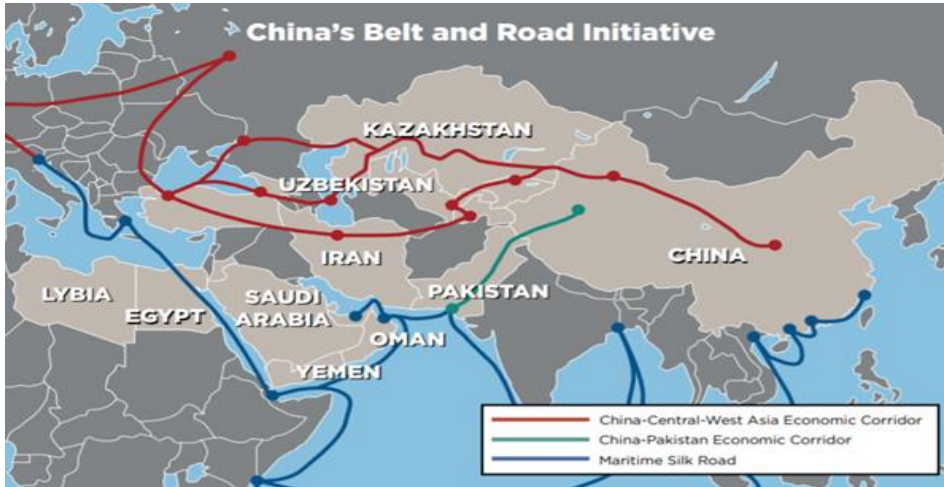 China's Belt and Road Initiative
KAZAKHSTAN
UZBEKISTAN
IRAN
CHINA
LYBIA
EGYPT
SAUDI
ARABIA
PAKISTAN
OMAN
YEMEN
China-Central-West Asia Economic Corridor
China-Pakistan Economic Corridor
Maritime Silk Road